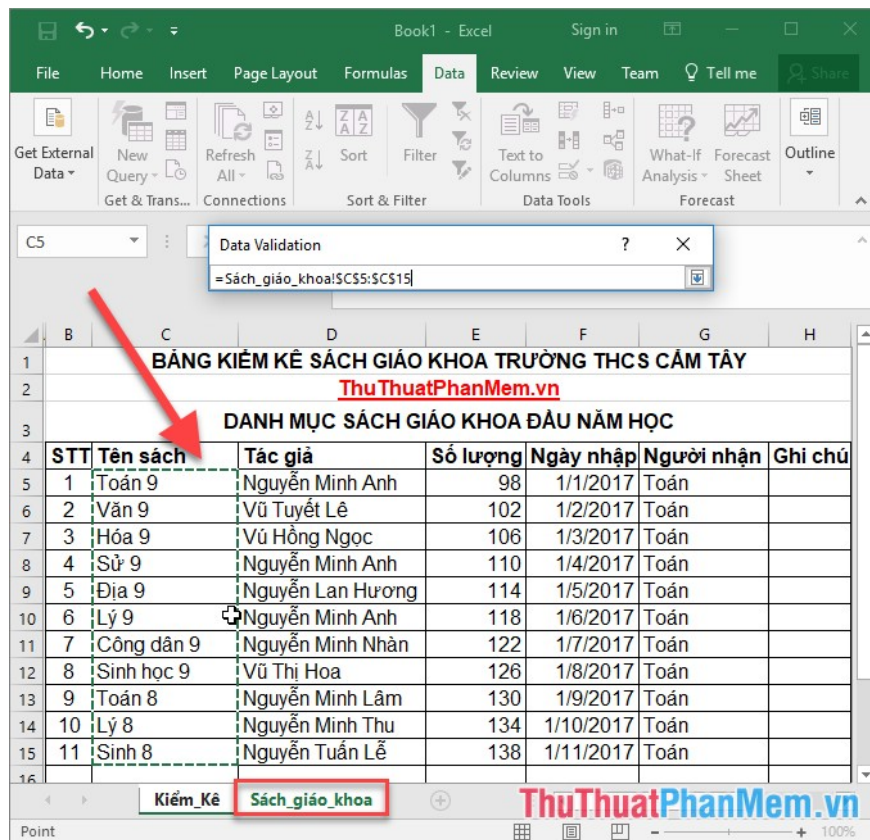 Book1 - Excel Sign in
File Home Insert Page Layout Formulas Data Review View Team Tell me Share
Get External Data
New Query
Refresh All
Sort
Filter
Text to Columns
What-If Analysis
Forecast Sheet
Outline
Get & Trans... Connections Sort & Filter Data Tools Forecast
C5
Data Validation ? ×
=Sách_giáo_khoa!$C$5:$C$15
B C D E F G H
1 BẢNG KIỂM KÊ SÁCH GIÁO KHOA TRƯỜNG THCS CẨM TÂY
2 ThuThuatPhanMem.vn
3 DANH MỤC SÁCH GIÁO KHOA ĐẦU NĂM HỌC
4 STT Tên sách Tác giả Số lượng Ngày nhập Người nhận Ghi chú
5 1 Toán 9 Nguyễn Minh Anh 98 1/1/2017 Toán
6 2 Văn 9 Vũ Tuyết Lê 102 1/2/2017 Toán
7 3 Hóa 9 Vú Hồng Ngọc 106 1/3/2017 Toán
8 4 Sử 9 Nguyễn Minh Anh 110 1/4/2017 Toán
9 5 Địa 9 Nguyễn Lan Hương 114 1/5/2017 Toán
10 6 Lý 9 Nguyễn Minh Anh 118 1/6/2017 Toán
11 7 Công dân 9 Nguyễn Minh Nhàn 122 1/7/2017 Toán
12 8 Sinh học 9 Vũ Thị Hoa 126 1/8/2017 Toán
13 9 Toán 8 Nguyễn Minh Lâm 130 1/9/2017 Toán
14 10 Lý 8 Nguyễn Minh Thu 134 1/10/2017 Toán
15 11 Sinh 8 Nguyễn Tuấn Lễ 138 1/11/2017 Toán
16
Kiểm_Kê Sách_giáo_khoa
ThuThuatPhanMem.vn
Point 100%